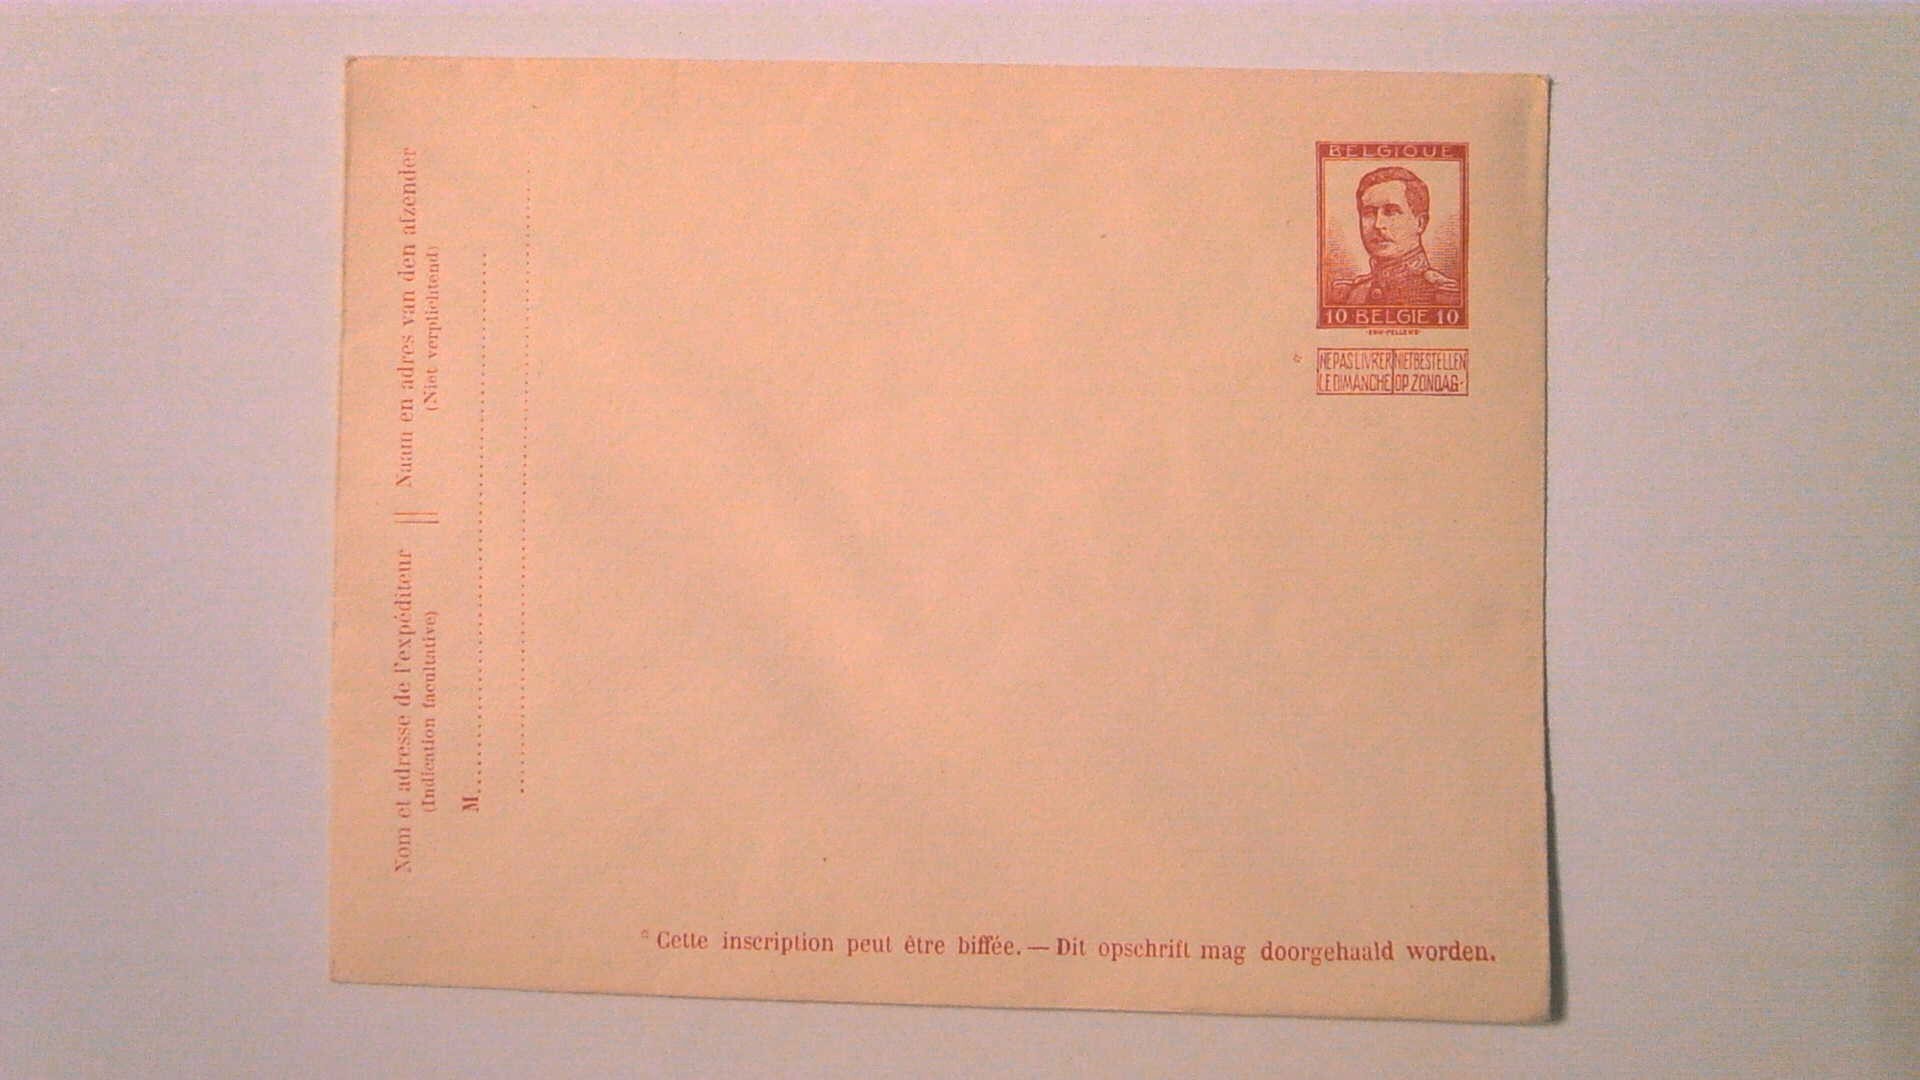 Nom et adresse de l'expéditeur || Naam en adres van den afzender
(Indication facultative) || (Niet verplichtend)
M
BELGIQUE
10 BELGIE 10
NE PAS LIVRER NIET BESTELLEN
LE DIMANCHE OP ZONDAG
* Cette inscription peut être biffée. — Dit opschrift mag doorgehaald worden.